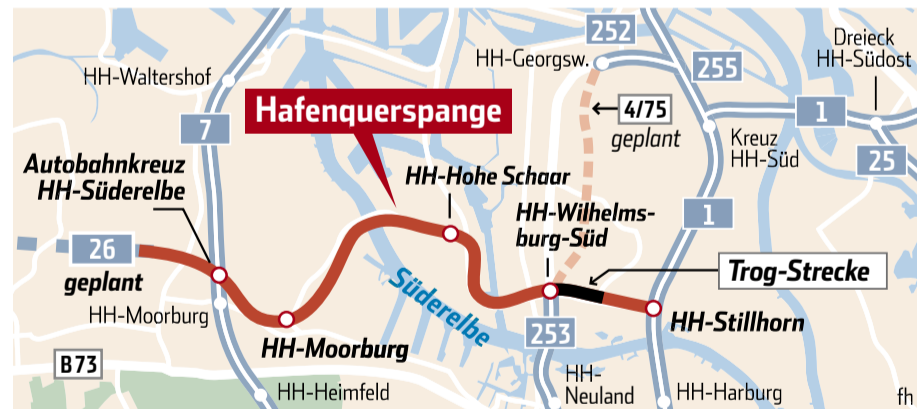 252
HH-Georgsw.
255
Dreieck
HH-Südost
HH-Waltershof
Hafenquerspange
4/75
geplant
1
7
Kreuz
HH-Süd
25
Autobahnkreuz
HH-Süderelbe
HH-Hohe Schaar
HH-Wilhelms-
burg-Süd
1
26
geplant
Süderelbe
Trog-Strecke
HH-Moorburg
HH-Moorburg
253
HH-Stillhorn
B73
HH-Heimfeld
HH-
Neuland
HH-Harburg
fh